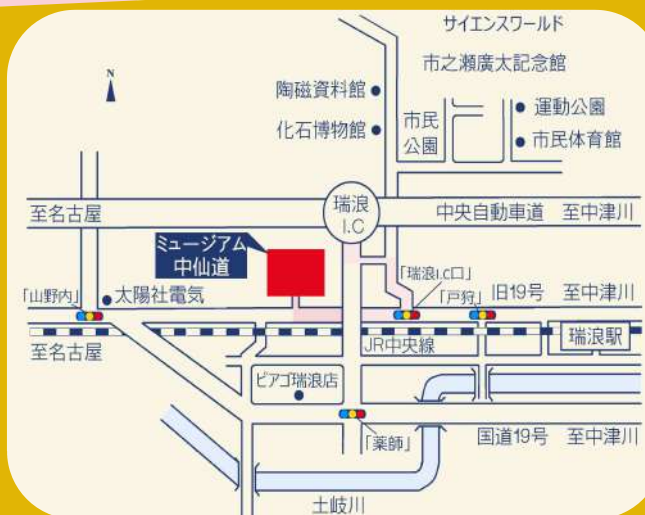 サイエンスワールド
市之瀬廣太記念館
N
陶磁資料館
化石博物館
市民
公園
運動公園
市民体育館
至名古屋
瑞浪
I.C
中央自動車道 至中津川
ミュージアム
中仙道
「山野内」
太陽社電気
「瑞浪I.C口」
「戸狩」
旧19号 至中津川
至名古屋
JR中央線
瑞浪駅
ピアゴ瑞浪店
「薬師」
国道19号 至中津川
土岐川